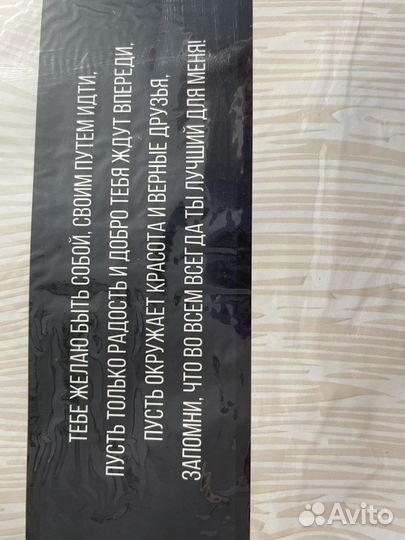 ТЕБЕ ЖЕЛАЮ БЫТЬ СОБОЙ, СВОИМ ПУТЕМ ИДТИ,
ПУСТЬ ТОЛЬКО РАДОСТЬ И ДОБРО ТЕБЯ ЖДУТ ВПЕРЕДИ,
ПУСТЬ ОКРУЖАЕТ КРАСОТА И ВЕРНЫЕ ДРУЗЬЯ,
ЗАПОМНИ, ЧТО ВО ВСЕМ ВСЕГДА ТЫ ЛУЧШИЙ ДЛЯ МЕНЯ!
Avito